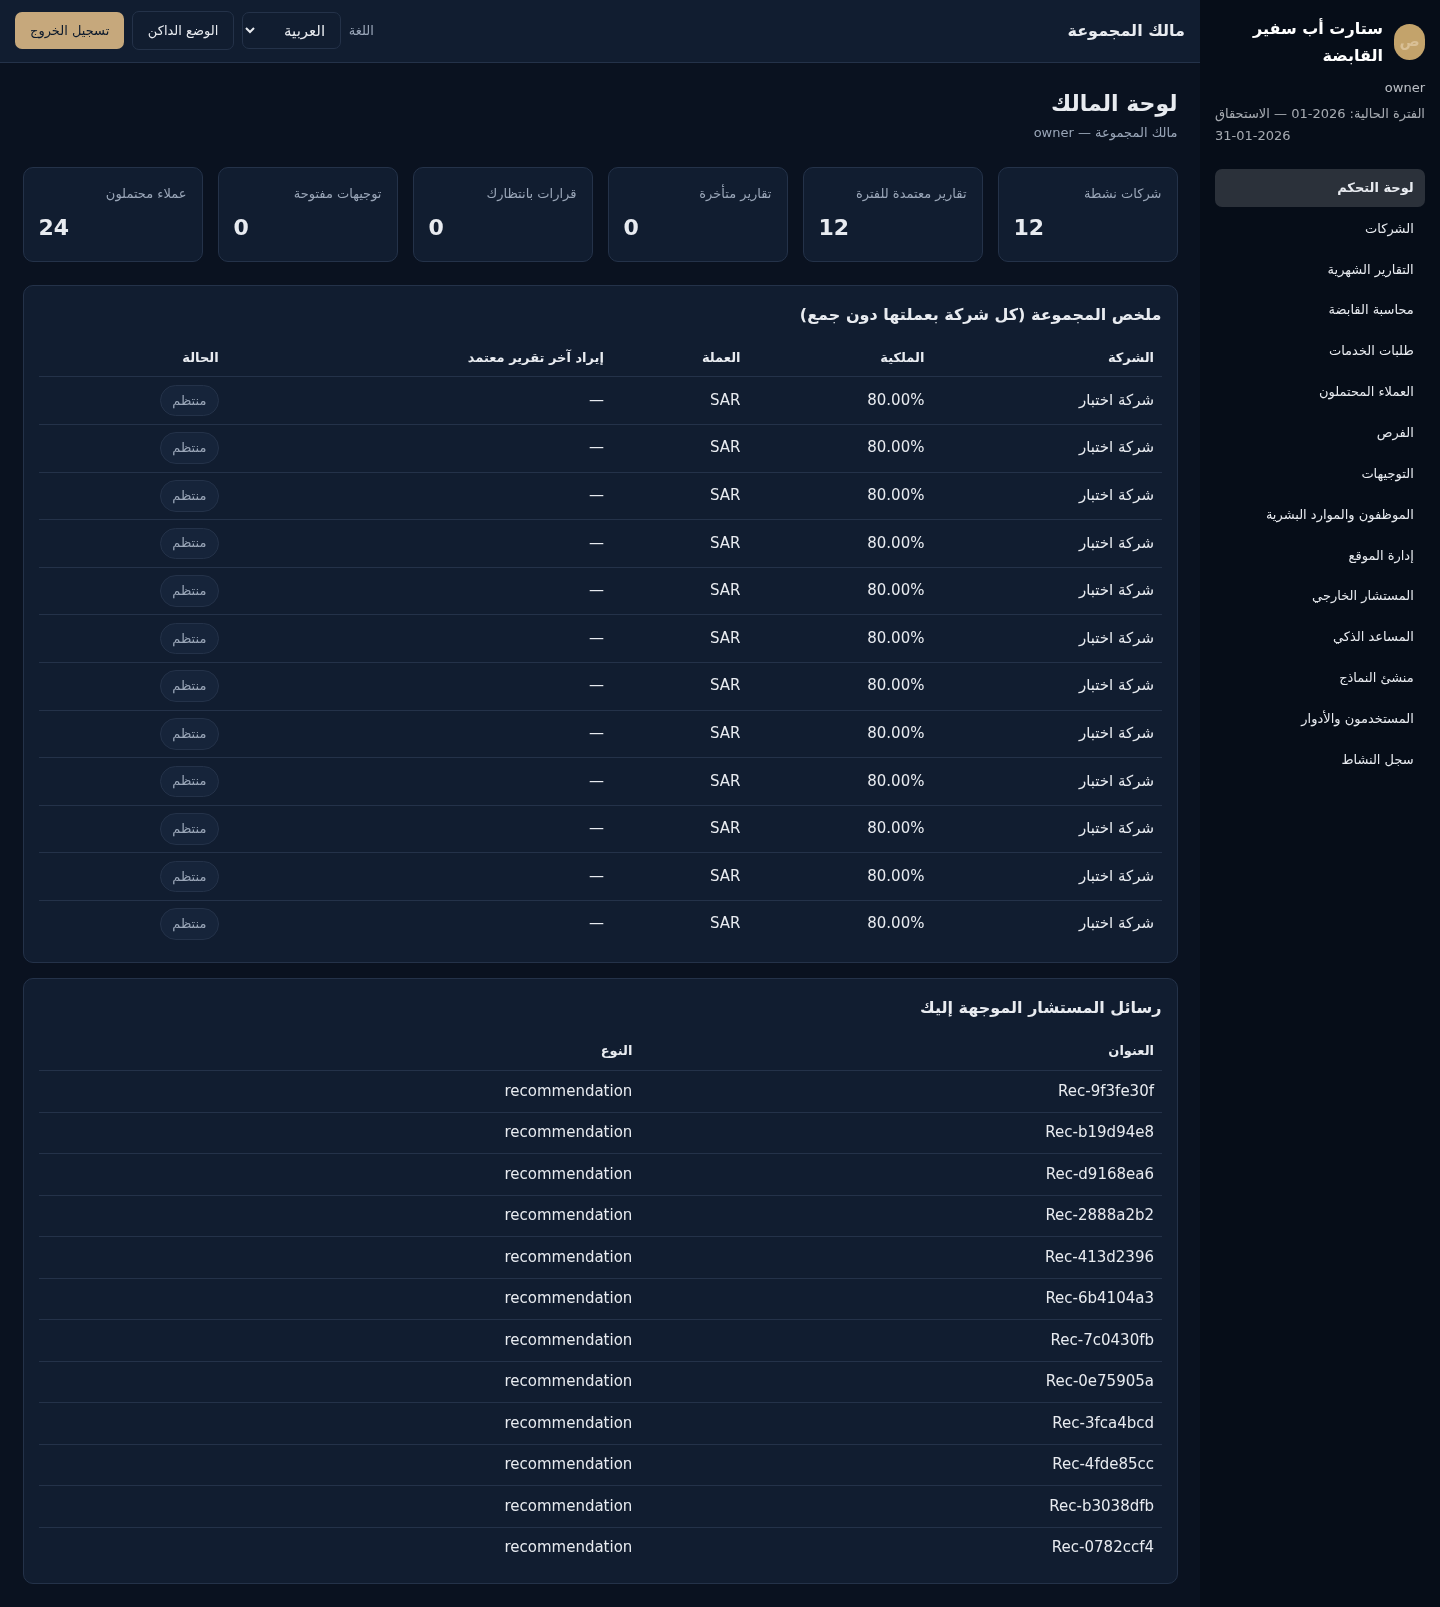 ص
ستارت أب سفير
القابضة
owner
الفترة الحالية: 2026-01 — الاستحقاق
2026-01-31
لوحة التحكم
الشركات
التقارير الشهرية
محاسبة القابضة
طلبات الخدمات
العملاء المحتملون
الفرص
التوجيهات
الموظفون والموارد البشرية
إدارة الموقع
المستشار الخارجي
المساعد الذكي
منشئ النماذج
المستخدمون والأدوار
سجل النشاط
مالك المجموعة
اللغة العربية الوضع الداكن تسجيل الخروج
لوحة المالك
مالك المجموعة — owner
شركات نشطة
12
تقارير معتمدة للفترة
12
تقارير متأخرة
0
قرارات بانتظارك
0
توجيهات مفتوحة
0
عملاء محتملون
24
ملخص المجموعة (كل شركة بعملتها دون جمع)
الشركة الملكية العملة إيراد آخر تقرير معتمد الحالة
شركة اختبار 80.00% SAR — منتظم
شركة اختبار 80.00% SAR — منتظم
شركة اختبار 80.00% SAR — منتظم
شركة اختبار 80.00% SAR — منتظم
شركة اختبار 80.00% SAR — منتظم
شركة اختبار 80.00% SAR — منتظم
شركة اختبار 80.00% SAR — منتظم
شركة اختبار 80.00% SAR — منتظم
شركة اختبار 80.00% SAR — منتظم
شركة اختبار 80.00% SAR — منتظم
شركة اختبار 80.00% SAR — منتظم
شركة اختبار 80.00% SAR — منتظم
رسائل المستشار الموجهة إليك
العنوان النوع
Rec-9f3fe30f recommendation
Rec-b19d94e8 recommendation
Rec-d9168ea6 recommendation
Rec-2888a2b2 recommendation
Rec-413d2396 recommendation
Rec-6b4104a3 recommendation
Rec-7c0430fb recommendation
Rec-0e75905a recommendation
Rec-3fca4bcd recommendation
Rec-4fde85cc recommendation
Rec-b3038dfb recommendation
Rec-0782ccf4 recommendation